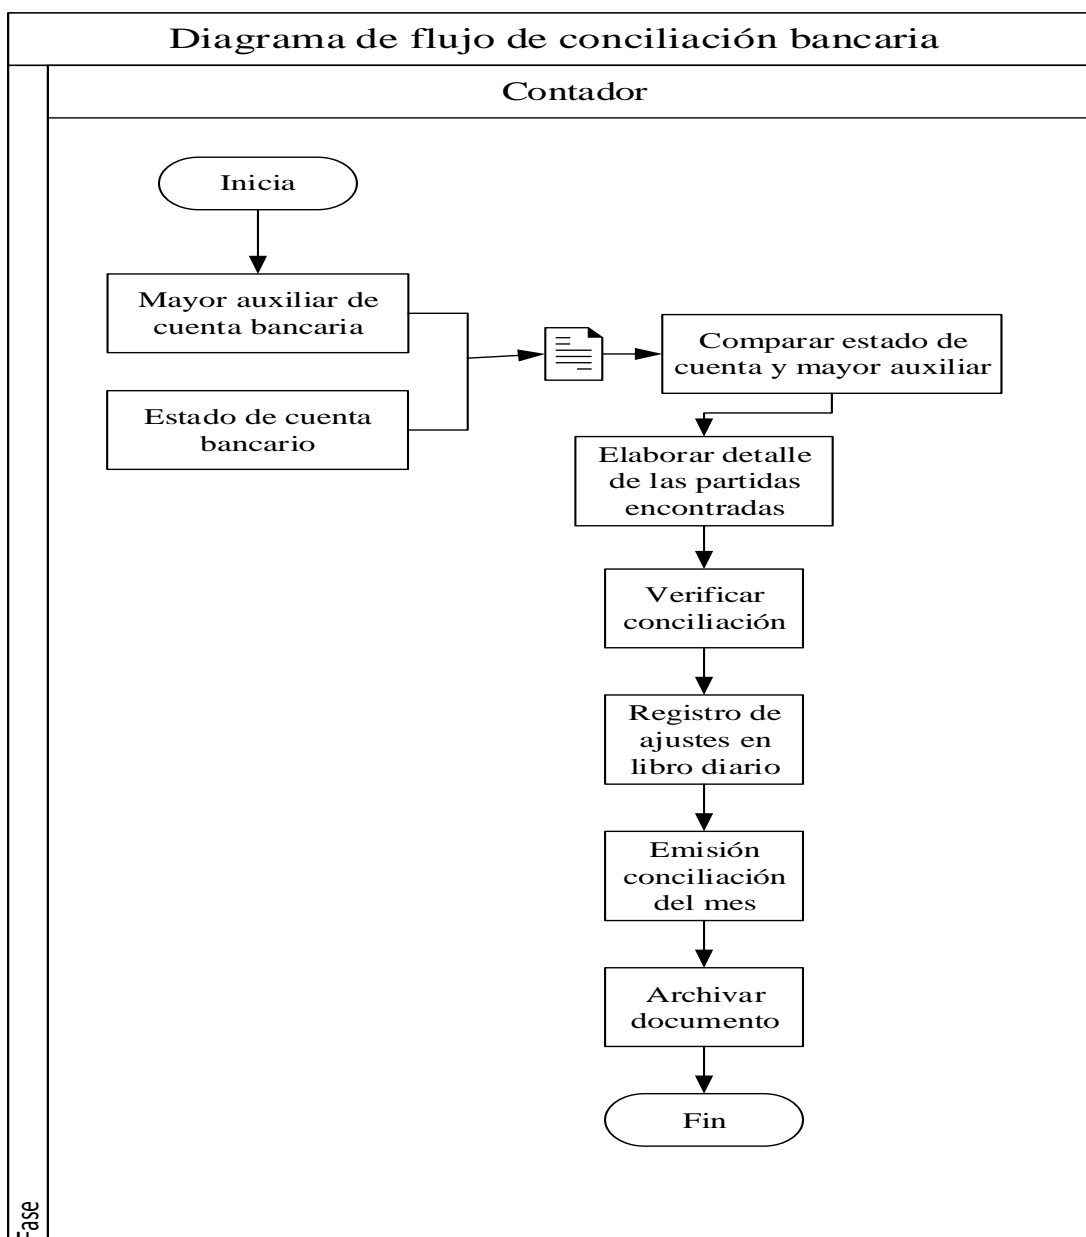 Diagrama de flujo de conciliación bancaria
Contador
Inicia
Mayor auxiliar de
cuenta bancaria
Estado de cuenta
bancario
Comparar estado de
cuenta y mayor auxiliar
Elaborar detalle
de las partidas
encontradas
Verificar
conciliación
Registro de
ajustes en
libro diario
Emisión
conciliación
del mes
Archivar
documento
Fin
Fase